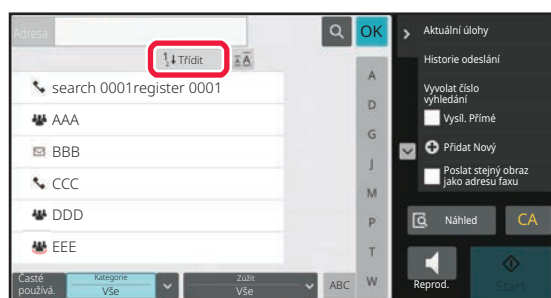 Adresa
OK
Třídit
search 0001register 0001
AAA
BBB
CCC
DDD
EEE
A
D
G
J
M
P
T
W
ABC
Časté
používá.
Kategorie
Vše
Zúžit
Vše
Aktuální úlohy
Historie odeslání
Vyvolat číslo
vyhledání
Vysíl. Přímé
Přidat Nový
Poslat stejný obraz
jako adresu faxu
Náhled
CA
Reprod.
Start